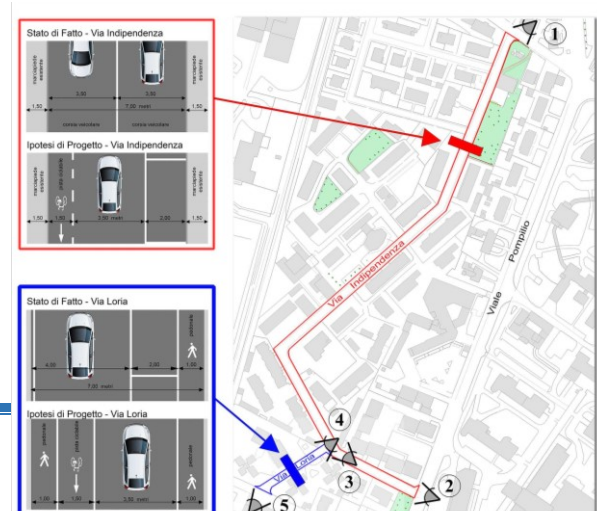 Stato di Fatto - Via Indipendenza
marciapiede esistente
marciapiede esistente
3,50
3,50
1,50
7,00 metri
1,50
corsia veicolare
corsia veicolare
Ipotesi di Progetto - Via Indipendenza
marciapiede esistente
pista ciclabile
marciapiede esistente
1,50
1,50
3,50 metri
2,00
1,50
Stato di Fatto - Via Loria
pedonale
4,00
2,00
1,00
7,00 metri
Ipotesi di Progetto - Via Loria
pedonale
pista ciclabile
pedonale
1,00
1,50
3,50 metri
1,00
1
Via Indipendenza
Viale Pompilio
4
3
2
Via Loria
5